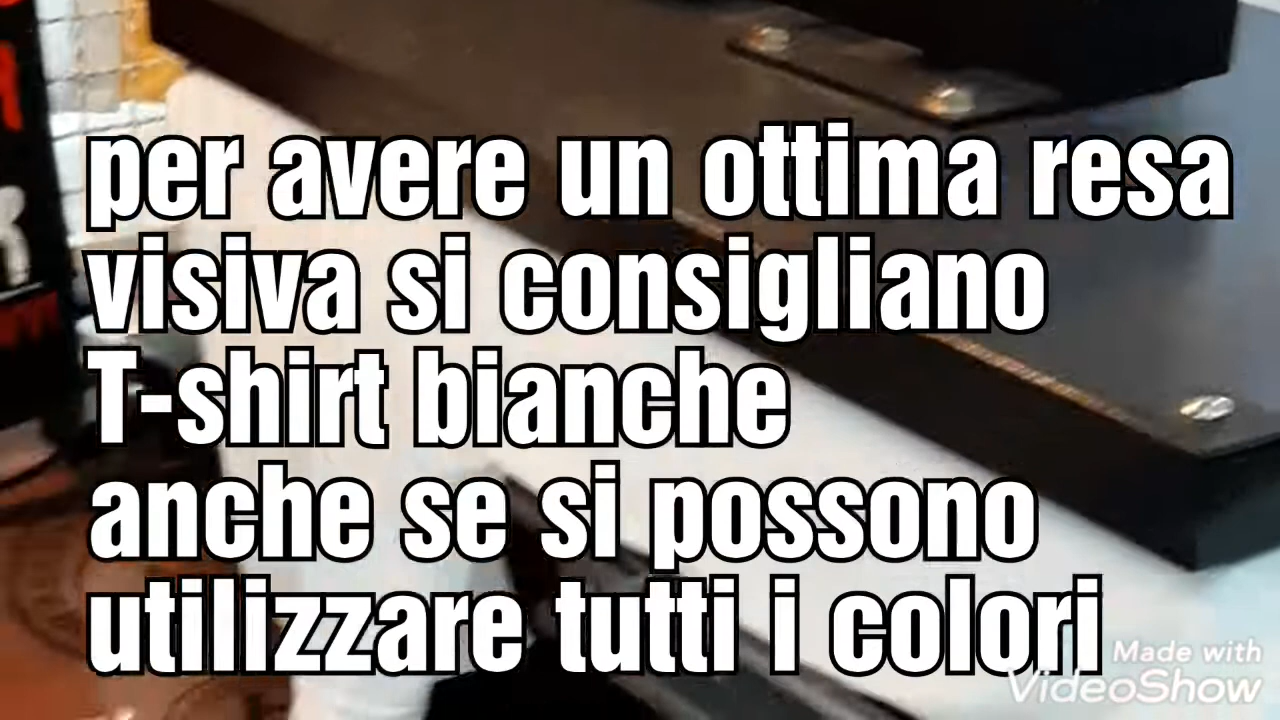 per avere un ottima resa
visiva si consigliano
T-shirt bianche
anche se si possono
utilizzare tutti i colori
Made with
VideoShow